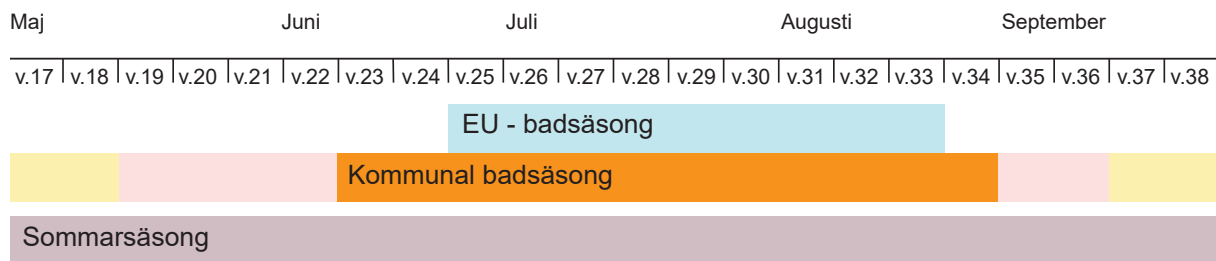 Maj Juni Juli Augusti September
v.17 v.18 v.19 v.20 v.21 v.22 v.23 v.24 v.25 v.26 v.27 v.28 v.29 v.30 v.31 v.32 v.33 v.34 v.35 v.36 v.37 v.38
EU - badsäsong
Kommunal badsäsong
Sommarsäsong